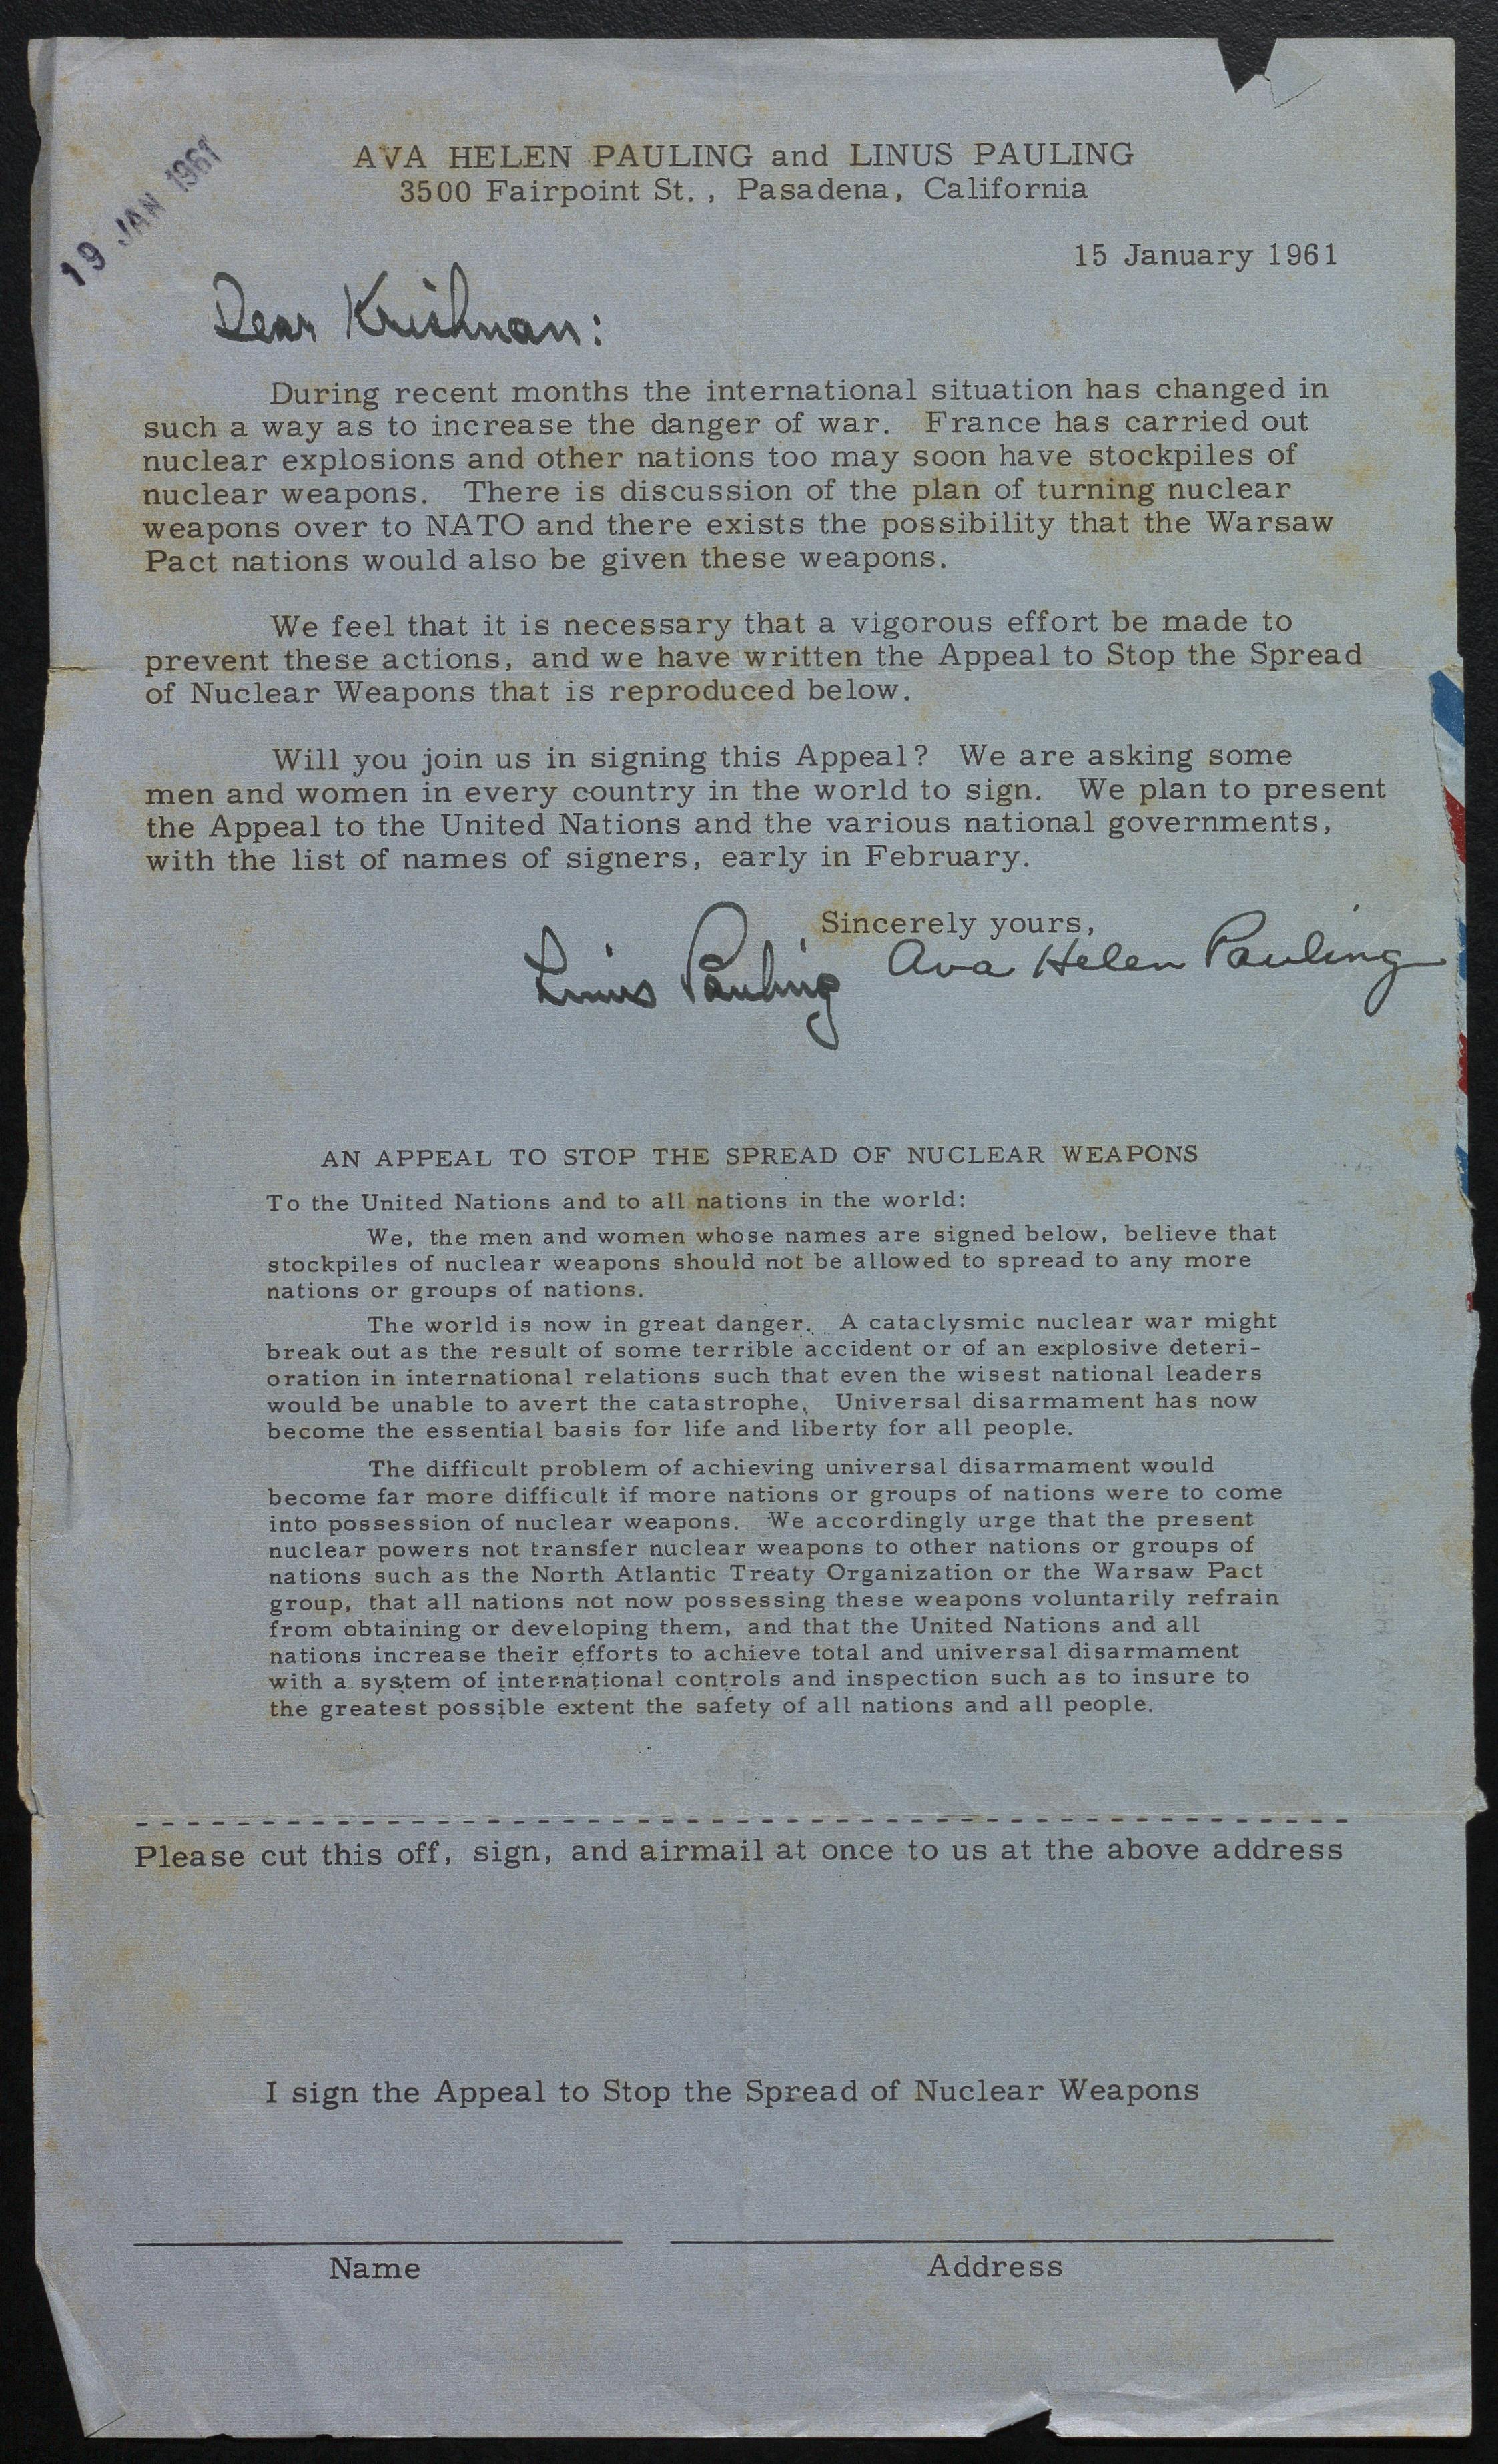 19 JAN 1961
AVA HELEN PAULING and LINUS PAULING
3500 Fairpoint St., Pasadena, California
15 January 1961
Dear Krishnan:
During recent months the international situation has changed in
such a way as to increase the danger of war. France has carried out
nuclear explosions and other nations too may soon have stockpiles of
nuclear weapons. There is discussion of the plan of turning nuclear
weapons over to NATO and there exists the possibility that the Warsaw
Pact nations would also be given these weapons.
We feel that it is necessary that a vigorous effort be made to
prevent these actions, and we have written the Appeal to Stop the Spread
of Nuclear Weapons that is reproduced below.
Will you join us in signing this Appeal? We are asking some
men and women in every country in the world to sign. We plan to present
the Appeal to the United Nations and the various national governments,
with the list of names of signers, early in February.
Sincerely yours,
Linus Pauling Ava Helen Pauling
AN APPEAL TO STOP THE SPREAD OF NUCLEAR WEAPONS
To the United Nations and to all nations in the world:
We, the men and women whose names are signed below, believe that
stockpiles of nuclear weapons should not be allowed to spread to any more
nations or groups of nations.
The world is now in great danger. A cataclysmic nuclear war might
break out as the result of some terrible accident or of an explosive deteri-
oration in international relations such that even the wisest national leaders
would be unable to avert the catastrophe. Universal disarmament has now
become the essential basis for life and liberty for all people.
The difficult problem of achieving universal disarmament would
become far more difficult if more nations or groups of nations were to come
into possession of nuclear weapons. We accordingly urge that the present
nuclear powers not transfer nuclear weapons to other nations or groups of
nations such as the North Atlantic Treaty Organization or the Warsaw Pact
group, that all nations not now possessing these weapons voluntarily refrain
from obtaining or developing them, and that the United Nations and all
nations increase their efforts to achieve total and universal disarmament
with a system of international controls and inspection such as to insure to
the greatest possible extent the safety of all nations and all people.
Please cut this off, sign, and airmail at once to us at the above address
I sign the Appeal to Stop the Spread of Nuclear Weapons
Name Address